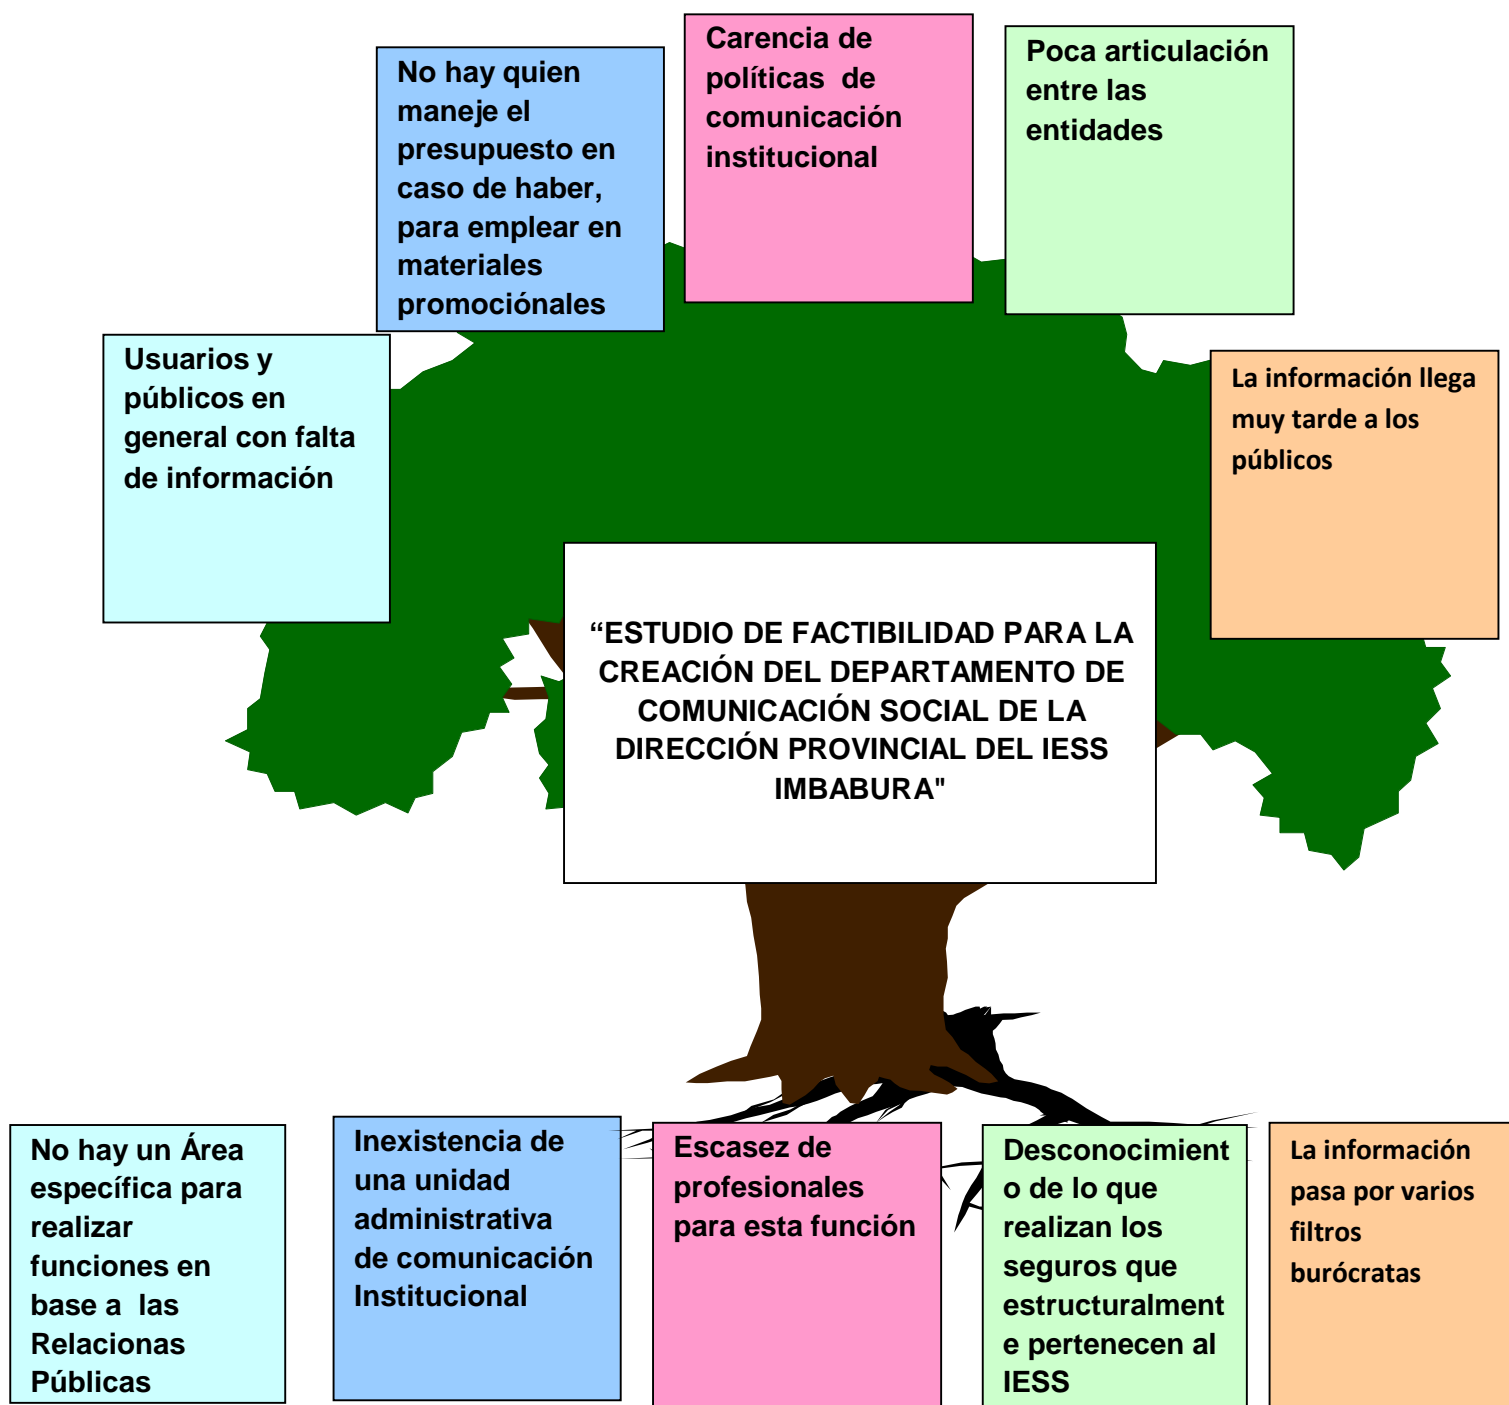 No hay quien
maneje el
presupuesto en
caso de haber,
para emplear en
materiales
promociónales
Carencia de
políticas de
comunicación
institucional
Poca articulación
entre las
entidades
Usuarios y
públicos en
general con falta
de información
La información llega
muy tarde a los
públicos
“ESTUDIO DE FACTIBILIDAD PARA LA
CREACIÓN DEL DEPARTAMENTO DE
COMUNICACIÓN SOCIAL DE LA
DIRECCIÓN PROVINCIAL DEL IESS
IMBABURA"
No hay un Área
específica para
realizar
funciones en
base a las
Relacionas
Públicas
Inexistencia de
una unidad
administrativa
de comunicación
Institucional
Escasez de
profesionales
para esta función
Desconocimient
o de lo que
realizan los
seguros que
estructuralment
e pertenecen al
IESS
La información
pasa por varios
filtros
burócratas